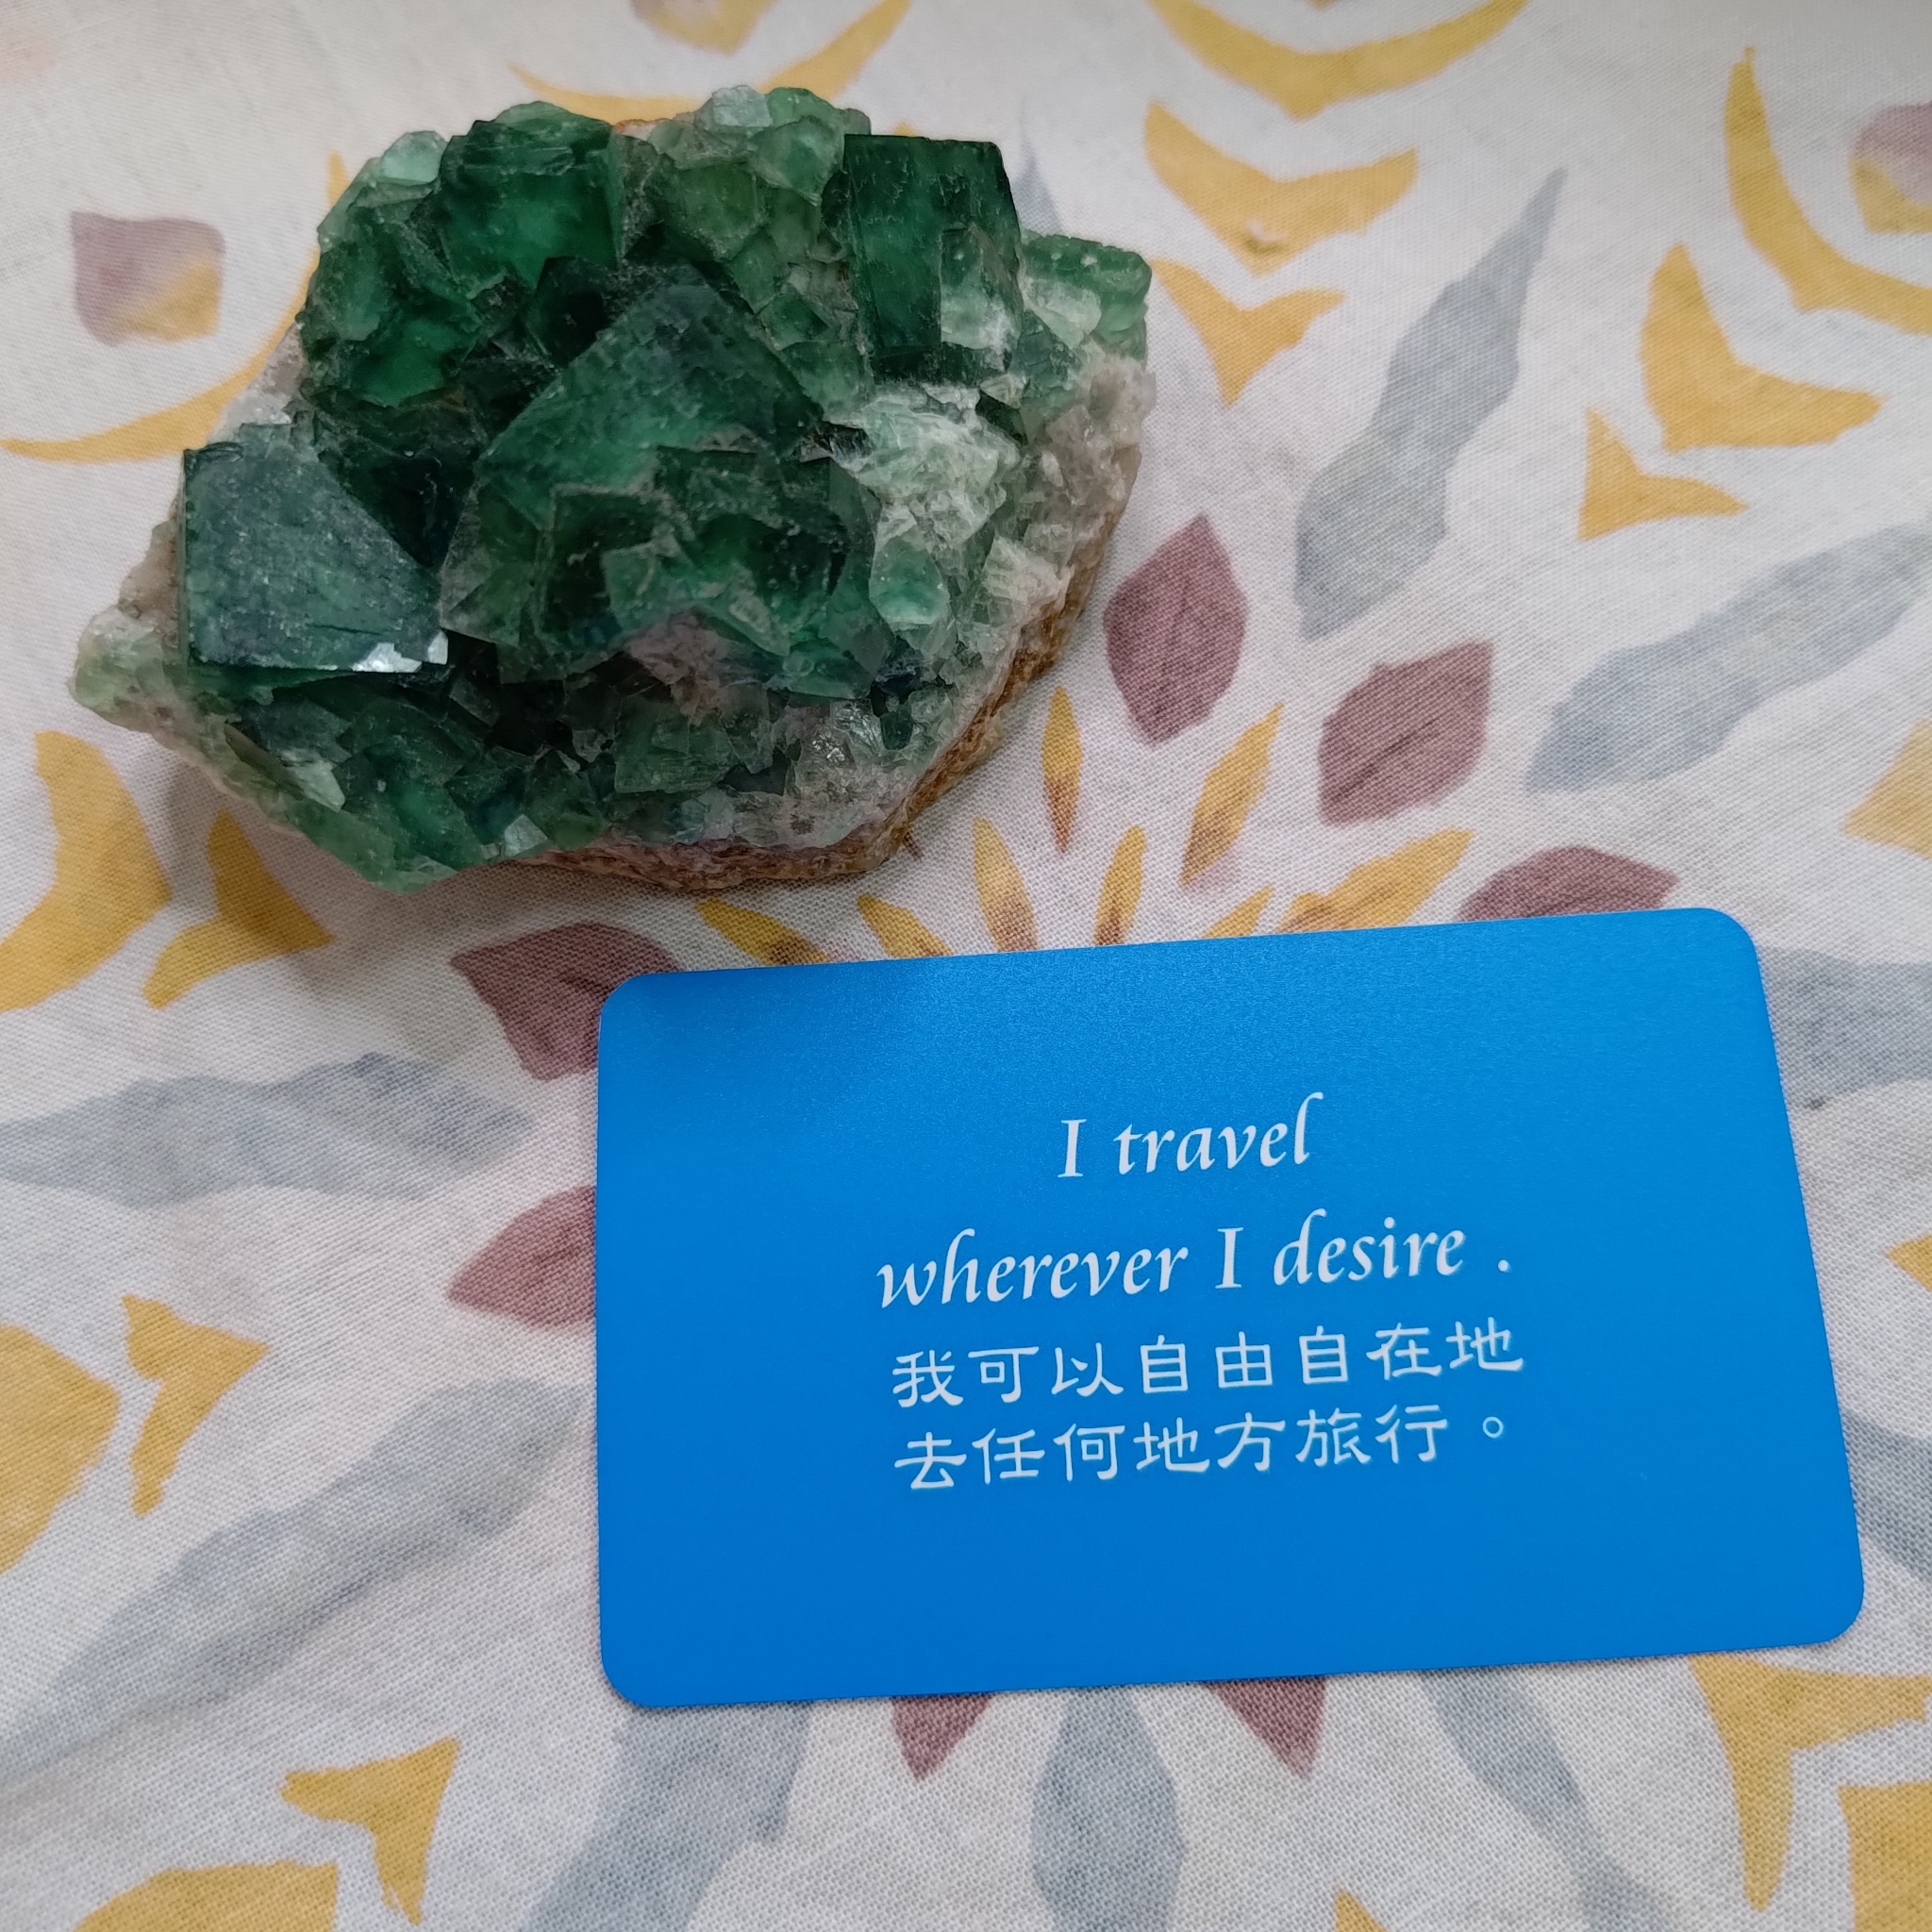 I travel
wherever I desire .
我可以自由自在地
去任何地方旅行。